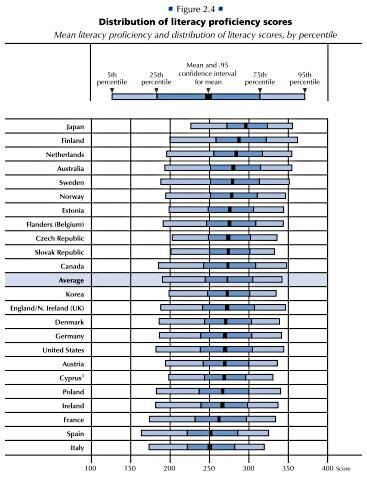 ■ Figure 2.4 ■
Distribution of literacy proficiency scores
Mean literacy proficiency and distribution of literacy scores, by percentile
5th percentile
25th percentile
Mean and .95 confidence interval for mean
75th percentile
95th percentile
Japan
Finland
Netherlands
Australia
Sweden
Norway
Estonia
Flanders (Belgium)
Czech Republic
Slovak Republic
Canada
Average
Korea
England/N. Ireland (UK)
Denmark
Germany
United States
Austria
Cyprus¹
Poland
Ireland
France
Spain
Italy
100 150 200 250 300 350 400 Score